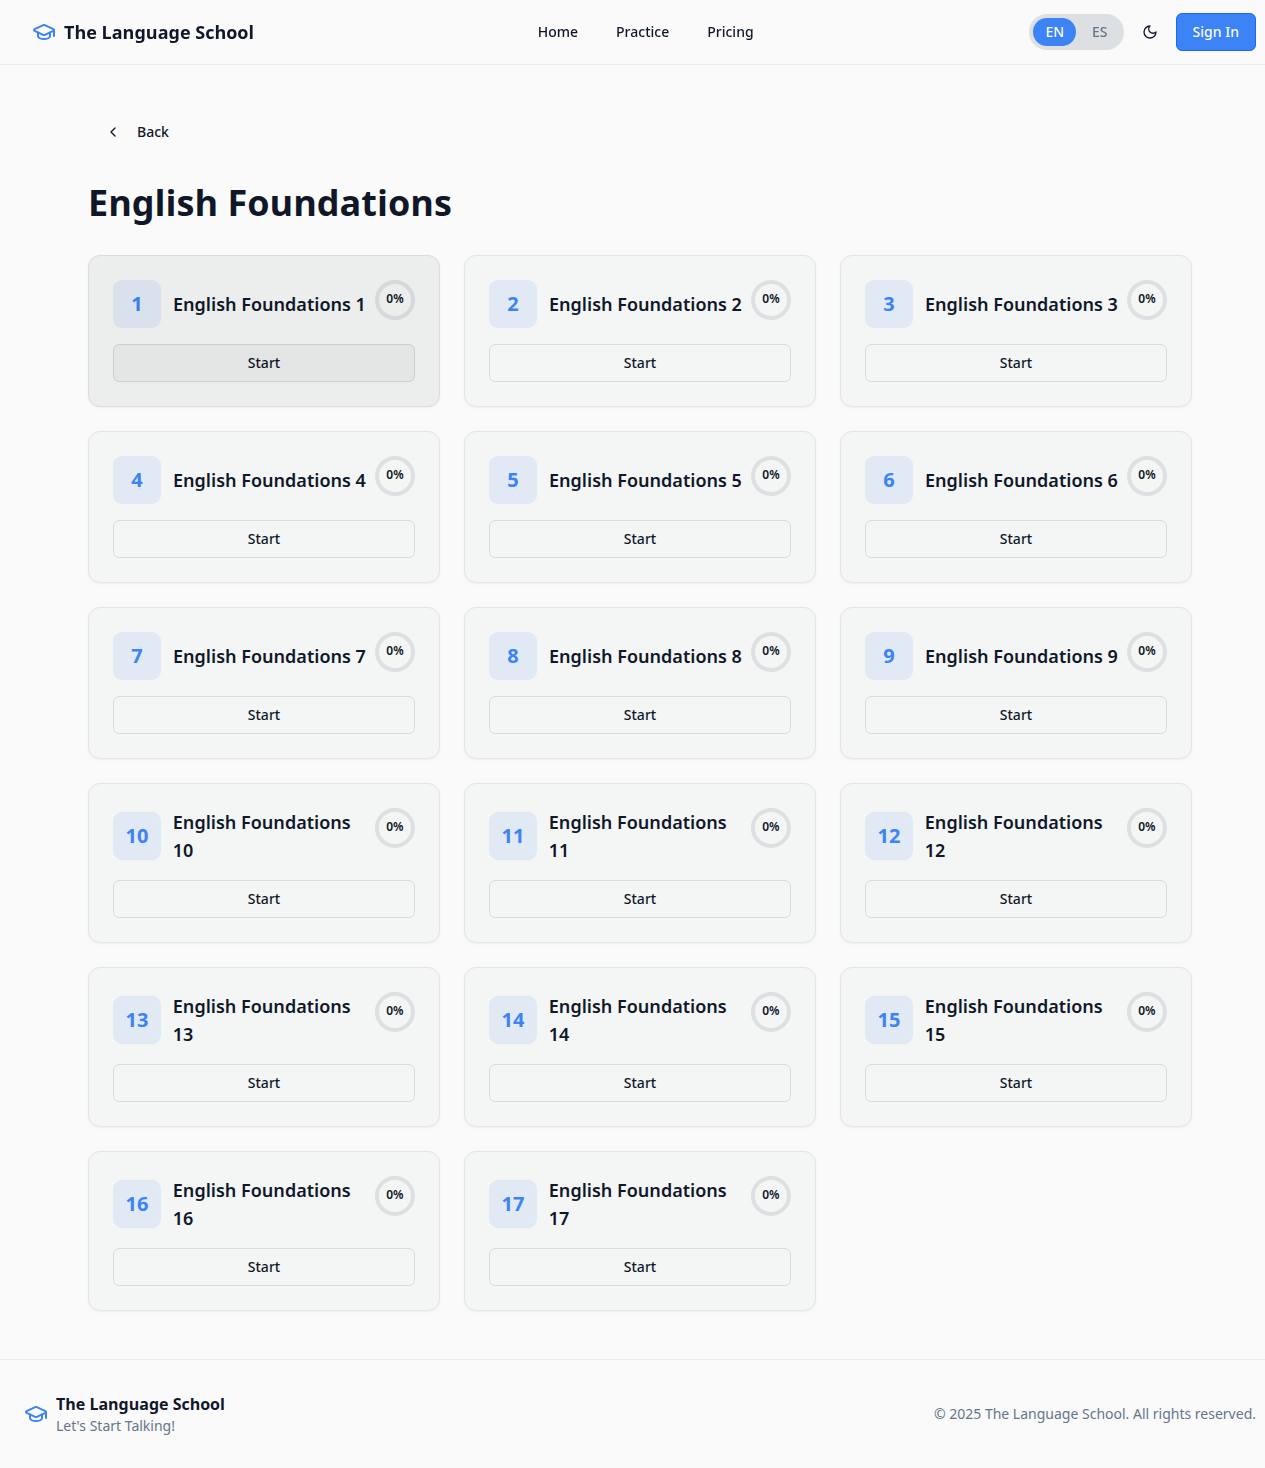 The Language School
Home
Practice
Pricing
EN
ES
Sign In
Back
English Foundations
1
English Foundations 1
0%
Start
2
English Foundations 2
0%
Start
3
English Foundations 3
0%
Start
4
English Foundations 4
0%
Start
5
English Foundations 5
0%
Start
6
English Foundations 6
0%
Start
7
English Foundations 7
0%
Start
8
English Foundations 8
0%
Start
9
English Foundations 9
0%
Start
10
English Foundations
10
0%
Start
11
English Foundations
11
0%
Start
12
English Foundations
12
0%
Start
13
English Foundations
13
0%
Start
14
English Foundations
14
0%
Start
15
English Foundations
15
0%
Start
16
English Foundations
16
0%
Start
17
English Foundations
17
0%
Start
The Language School
Let's Start Talking!
© 2025 The Language School. All rights reserved.